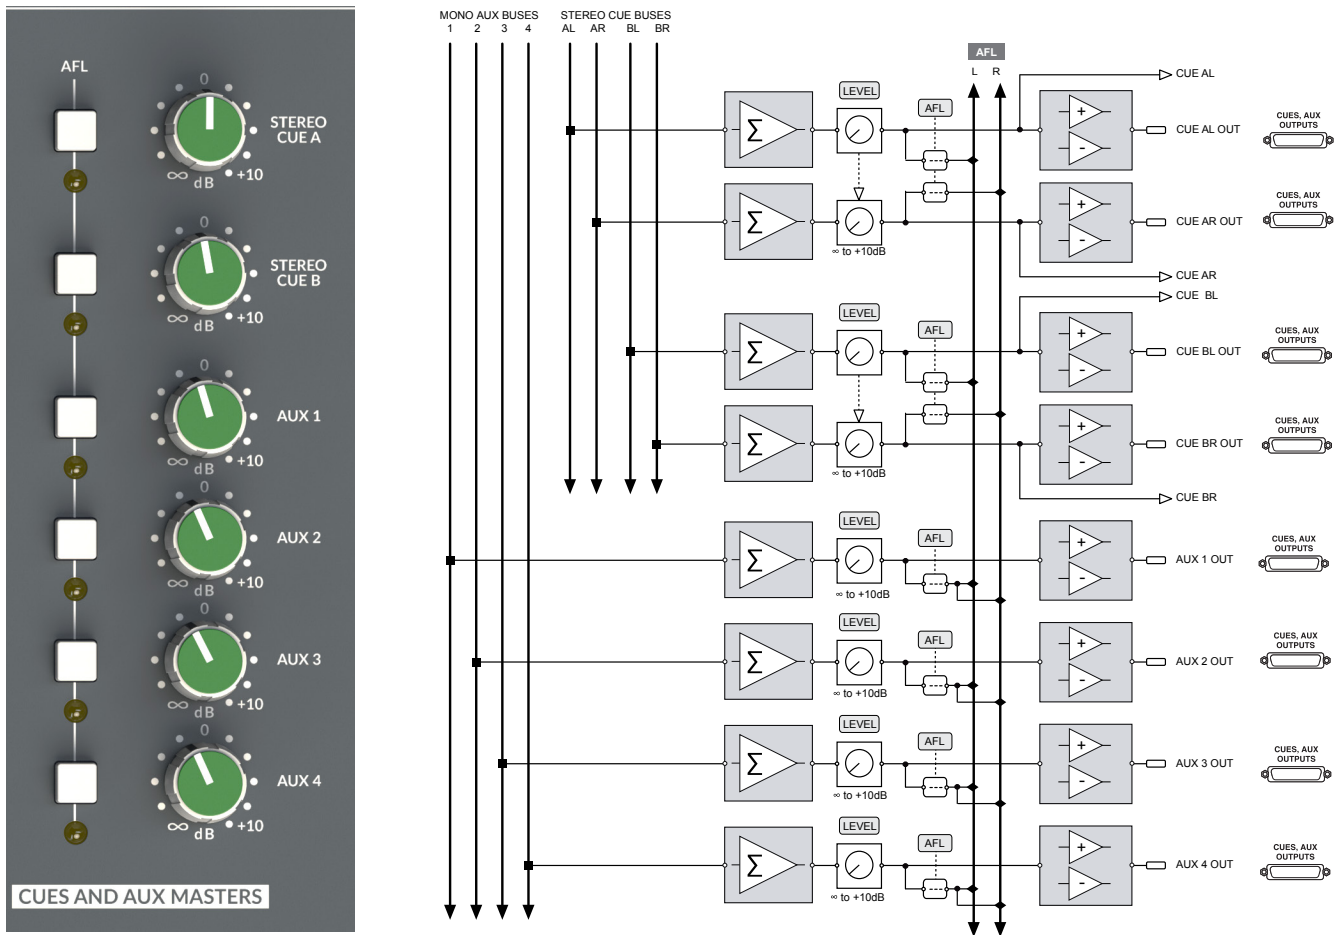 AFL
0
STEREO
CUE A
∞ dB +10
0
STEREO
CUE B
∞ dB +10
0
AUX 1
∞ dB +10
0
AUX 2
∞ dB +10
0
AUX 3
∞ dB +10
0
AUX 4
∞ dB +10
CUES AND AUX MASTERS
MONO AUX BUSES STEREO CUE BUSES
1 2 3 4 AL AR BL BR
AFL
L R
CUE AL
LEVEL
AFL
Σ
+
-
CUE AL OUT
CUES, AUX
OUTPUTS
Σ
∞ to +10dB
+
-
CUE AR OUT
CUES, AUX
OUTPUTS
CUE AR
CUE BL
LEVEL
AFL
Σ
+
-
CUE BL OUT
CUES, AUX
OUTPUTS
Σ
∞ to +10dB
+
-
CUE BR OUT
CUES, AUX
OUTPUTS
CUE BR
LEVEL
AFL
Σ
∞ to +10dB
+
-
AUX 1 OUT
CUES, AUX
OUTPUTS
LEVEL
AFL
Σ
∞ to +10dB
+
-
AUX 2 OUT
CUES, AUX
OUTPUTS
LEVEL
AFL
Σ
∞ to +10dB
+
-
AUX 3 OUT
CUES, AUX
OUTPUTS
LEVEL
AFL
Σ
∞ to +10dB
+
-
AUX 4 OUT
CUES, AUX
OUTPUTS